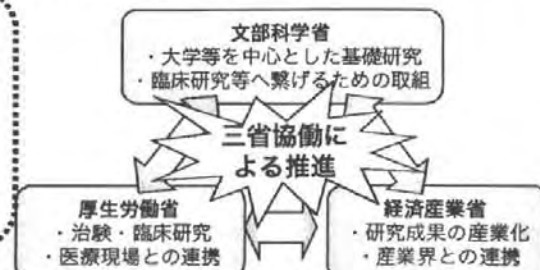 文部科学省
・大学等を中心とした基礎研究
・臨床研究等へ繋げるための取組
三省協働に
よる推進
厚生労働省
・治験・臨床研究
・医療現場との連携
経済産業省
・研究成果の産業化
・産業界との連携